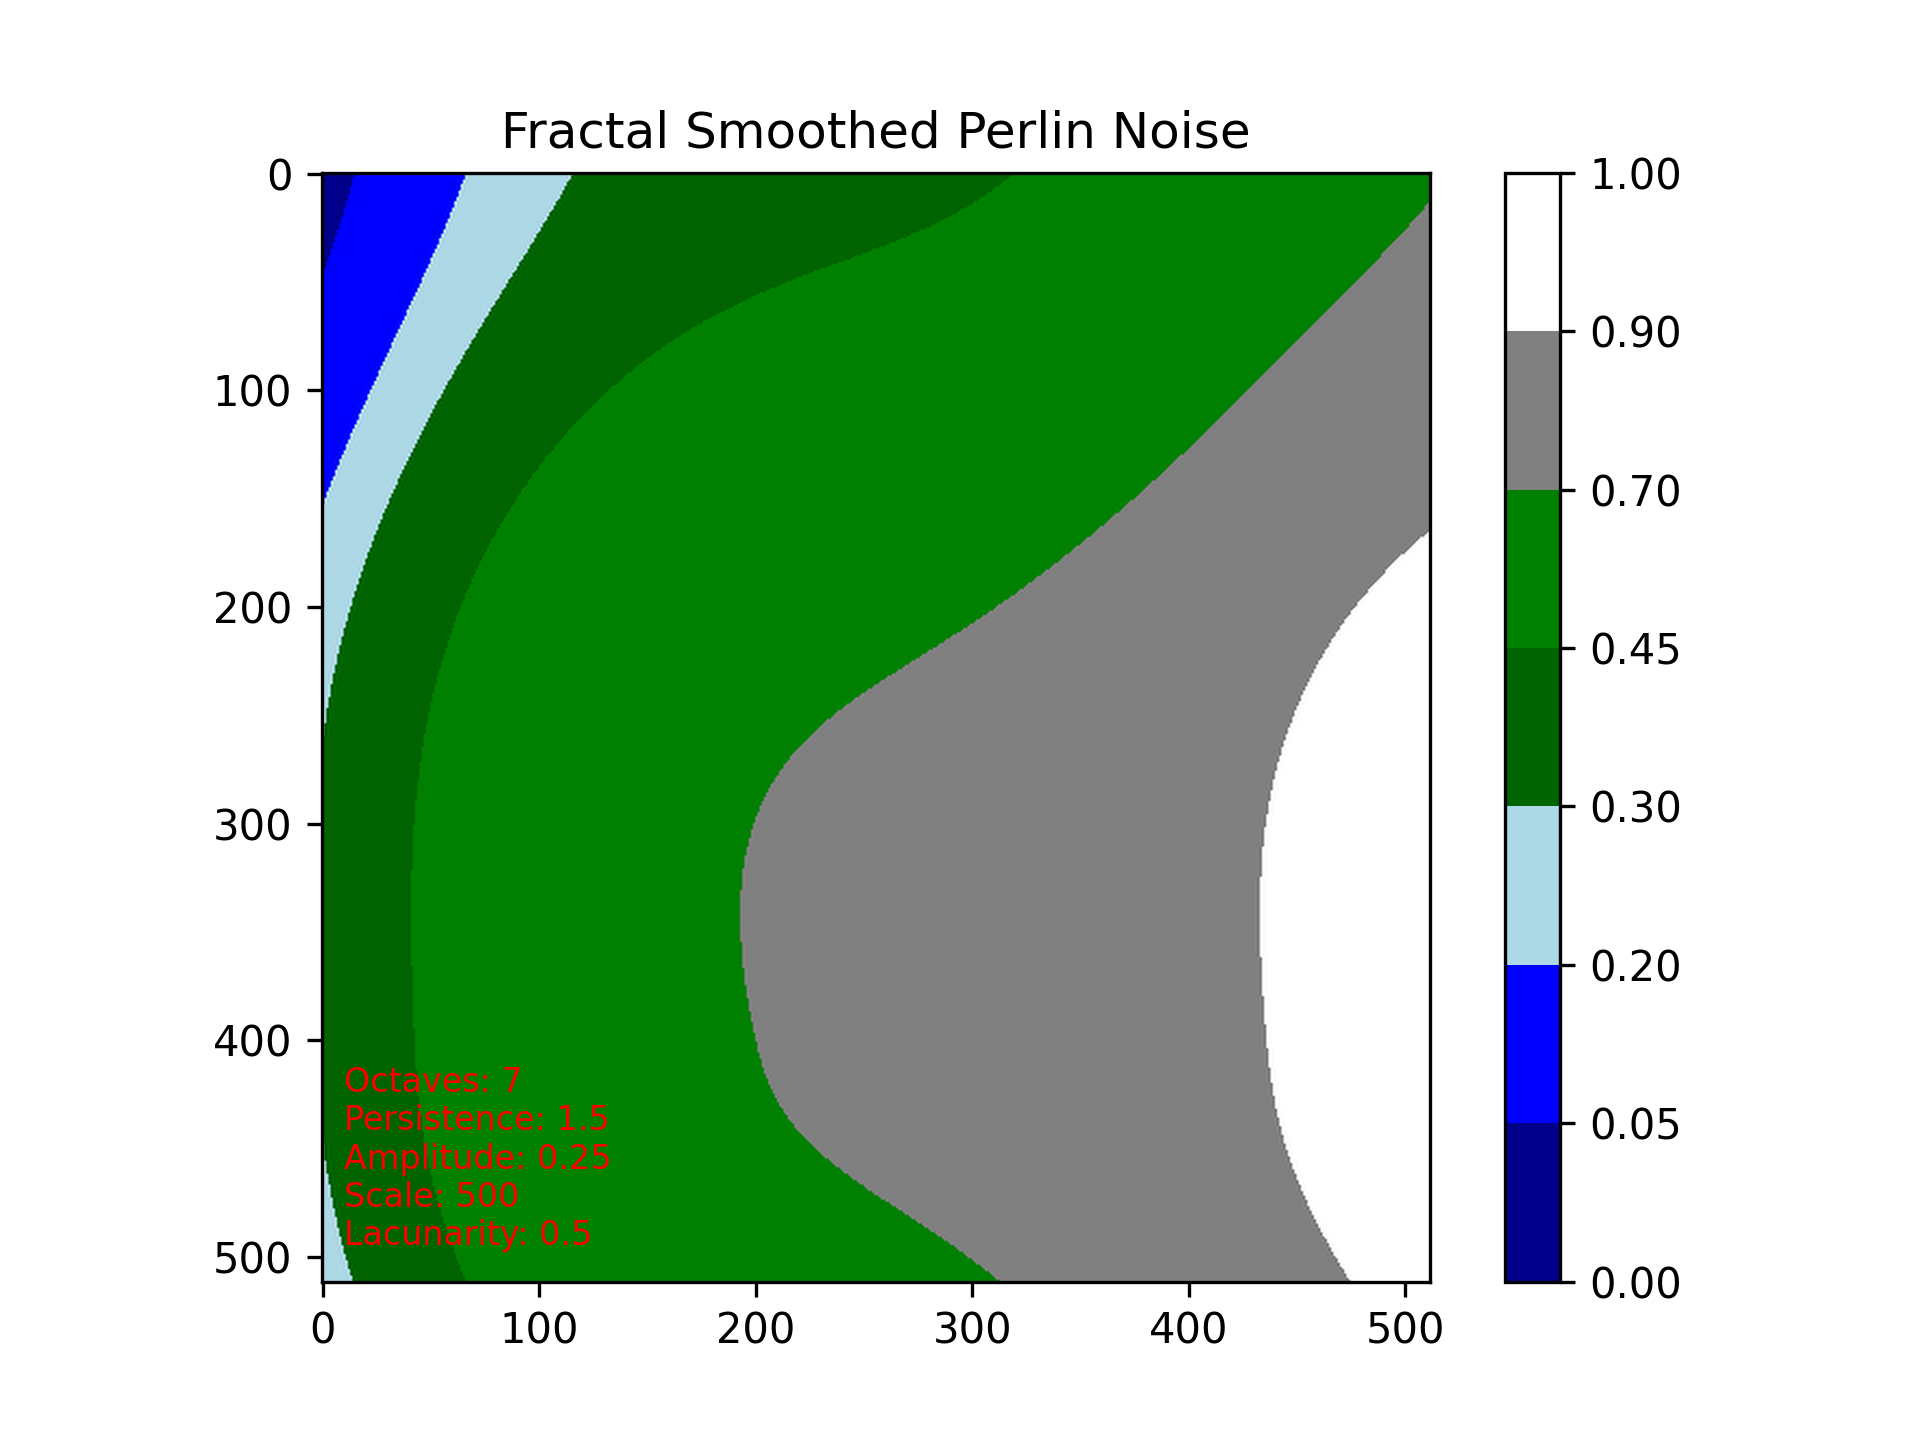 Fractal Smoothed Perlin Noise
0
100
200
300
400
500
Octaves: 7
Persistence: 1.5
Amplitude: 0.25
Scale: 500
Lacunarity: 0.5
0 100 200 300 400 500
1.00
0.90
0.70
0.45
0.30
0.20
0.05
0.00